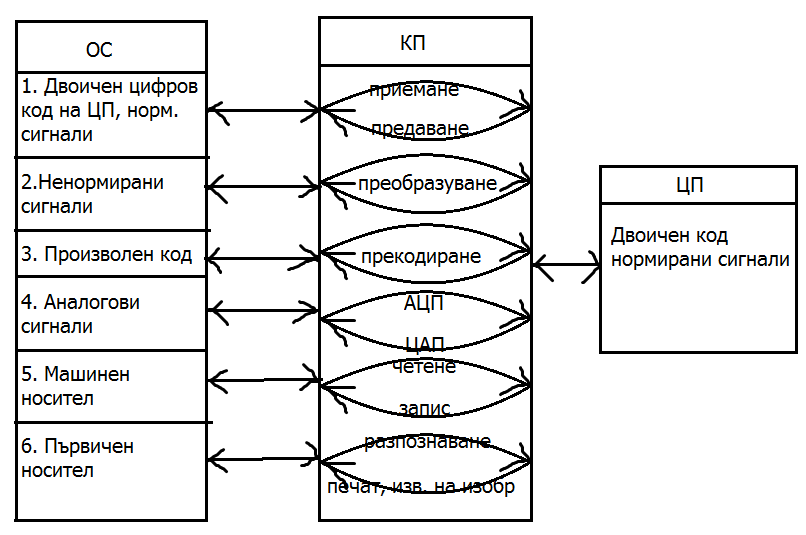 ОС
1. Двоичен цифров
код на ЦП, норм.
сигнали
2.Ненормирани
сигнали
3. Произволен код
4. Аналогови
сигнали
5. Машинен
носител
6. Първичен
носител
КП
приемане
предаване
преобразуване
прекодиране
АЦП
ЦАП
четене
запис
разпознаване
печат, изв. на изобр
ЦП
Двоичен код
нормирани сигнали